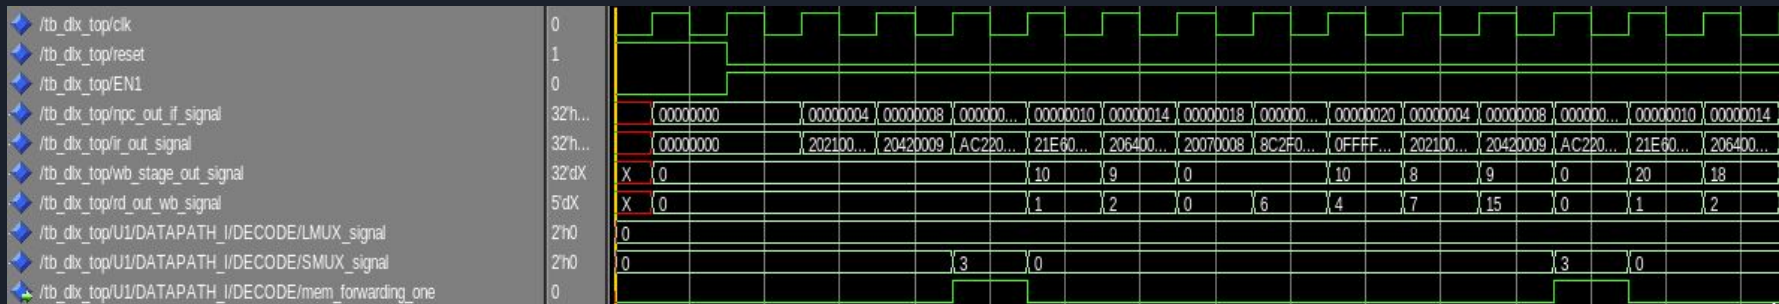 /tb_dlx_top/clk 0
/tb_dlx_top/reset 1
/tb_dlx_top/EN1 0
/tb_dlx_top/npc_out_if_signal 32'h... 00000000 00000004 00000008 000000... 00000010 00000014 00000018 000000... 00000020 00000004 00000008 000000... 00000010 00000014
/tb_dlx_top/ir_out_signal 32'h... 00000000 202100... 20420009 AC220... 21E60... 206400... 20070008 8C2F0... 0FFFF... 202100... 20420009 AC220... 21E60... 206400...
/tb_dlx_top/wb_stage_out_signal 32'dX X 0 10 9 0 10 8 9 0 20 18
/tb_dlx_top/rd_out_wb_signal 5'dX X 0 1 2 0 6 4 7 15 0 1 2
/tb_dlx_top/U1/DATAPATH_I/DECODE/LMUX_signal 2'h0 0
/tb_dlx_top/U1/DATAPATH_I/DECODE/SMUX_signal 2'h0 0 3 0 3 0
/tb_dlx_top/U1/DATAPATH_I/DECODE/mem_forwarding_one 0